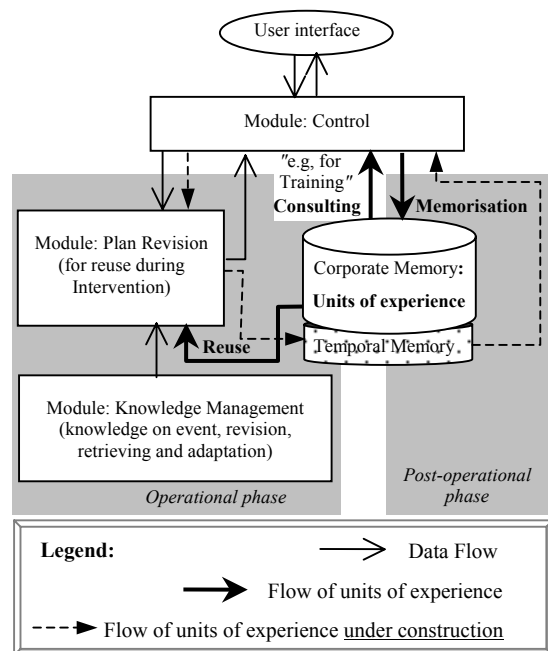 User interface
Module: Control
"e.g, for
Training"
Consulting
Memorisation
Module: Plan Revision
(for reuse during
Intervention)
Corporate Memory:
Units of experience
Reuse
Temporal Memory
Module: Knowledge Management
(knowledge on event, revision,
retrieving and adaptation)
Operational phase
Post-operational
phase
Legend:
Data Flow
Flow of units of experience
Flow of units of experience under construction